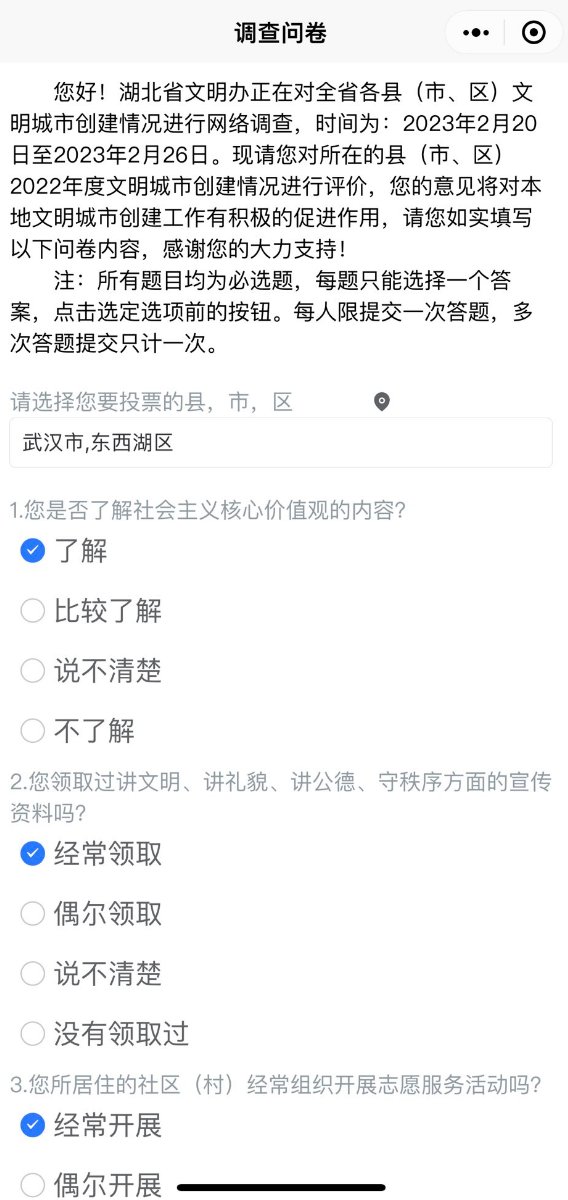 调查问卷
您好！湖北省文明办正在对全省各县（市、区）文
明城市创建情况进行网络调查，时间为：2023年2月20
日至2023年2月26日。现请您对所在的县（市、区）
2022年度文明城市创建情况进行评价，您的意见将对本
地文明城市创建工作有积极的促进作用，请您如实填写
以下问卷内容，感谢您的大力支持！
注：所有题目均为必选题，每题只能选择一个答
案，点击选定选项前的按钮。每人限提交一次答题，多
次答题提交只计一次。
请选择您要投票的县，市，区
武汉市,东西湖区
1.您是否了解社会主义核心价值观的内容?
了解
比较了解
说不清楚
不了解
2.您领取过讲文明、讲礼貌、讲公德、守秩序方面的宣传
资料吗?
经常领取
偶尔领取
说不清楚
没有领取过
3.您所居住的社区（村）经常组织开展志愿服务活动吗?
经常开展
偶尔开展